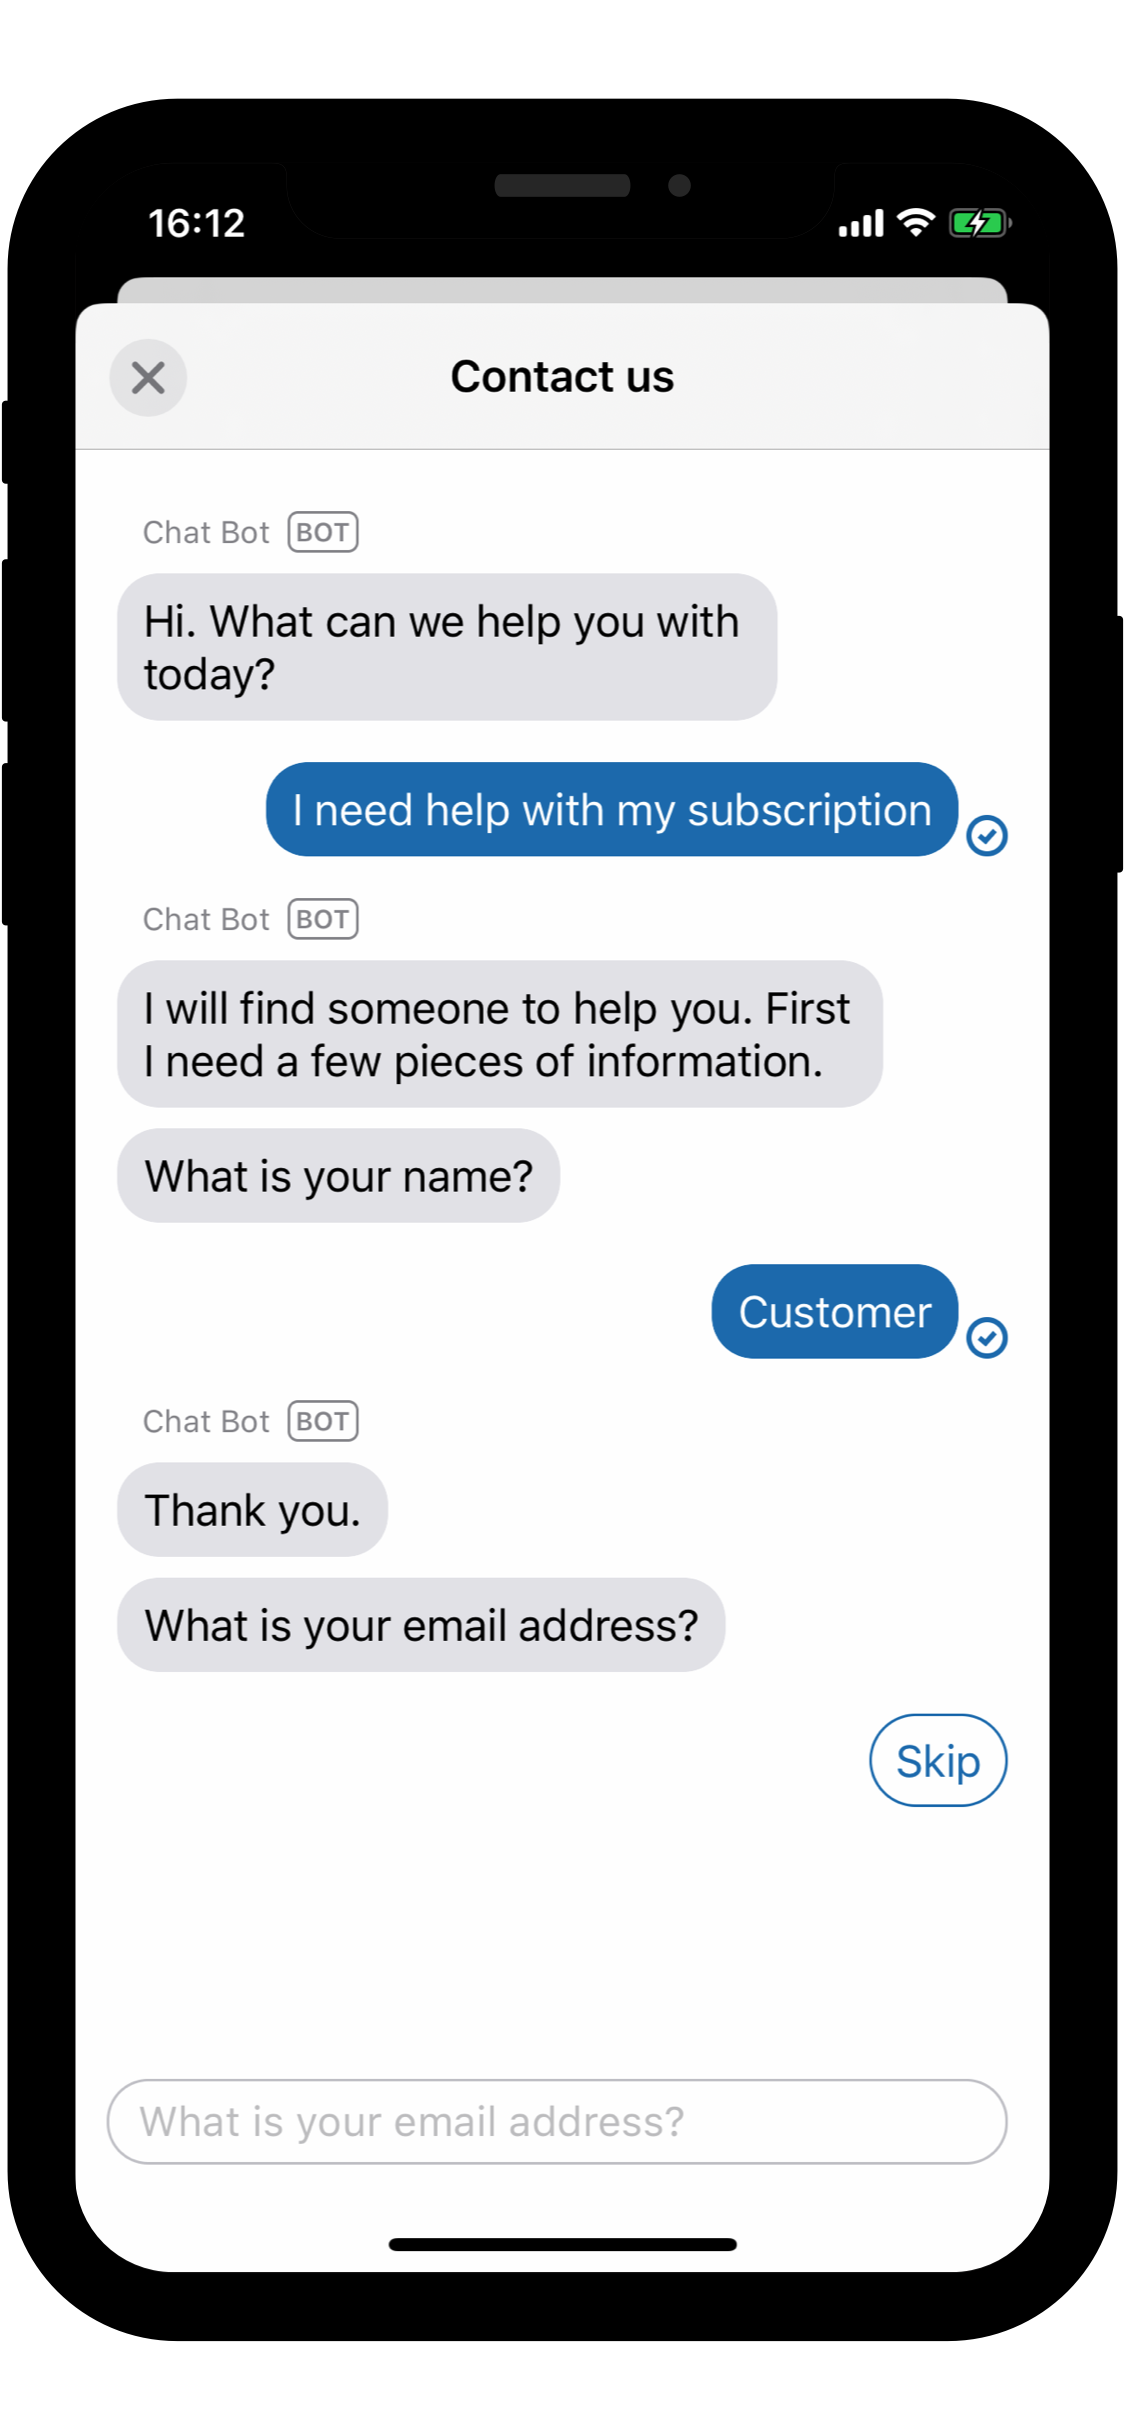 16:12
Contact us
Chat Bot BOT
Hi. What can we help you with
today?
I need help with my subscription
Chat Bot BOT
I will find someone to help you. First
I need a few pieces of information.
What is your name?
Customer
Chat Bot BOT
Thank you.
What is your email address?
Skip
What is your email address?